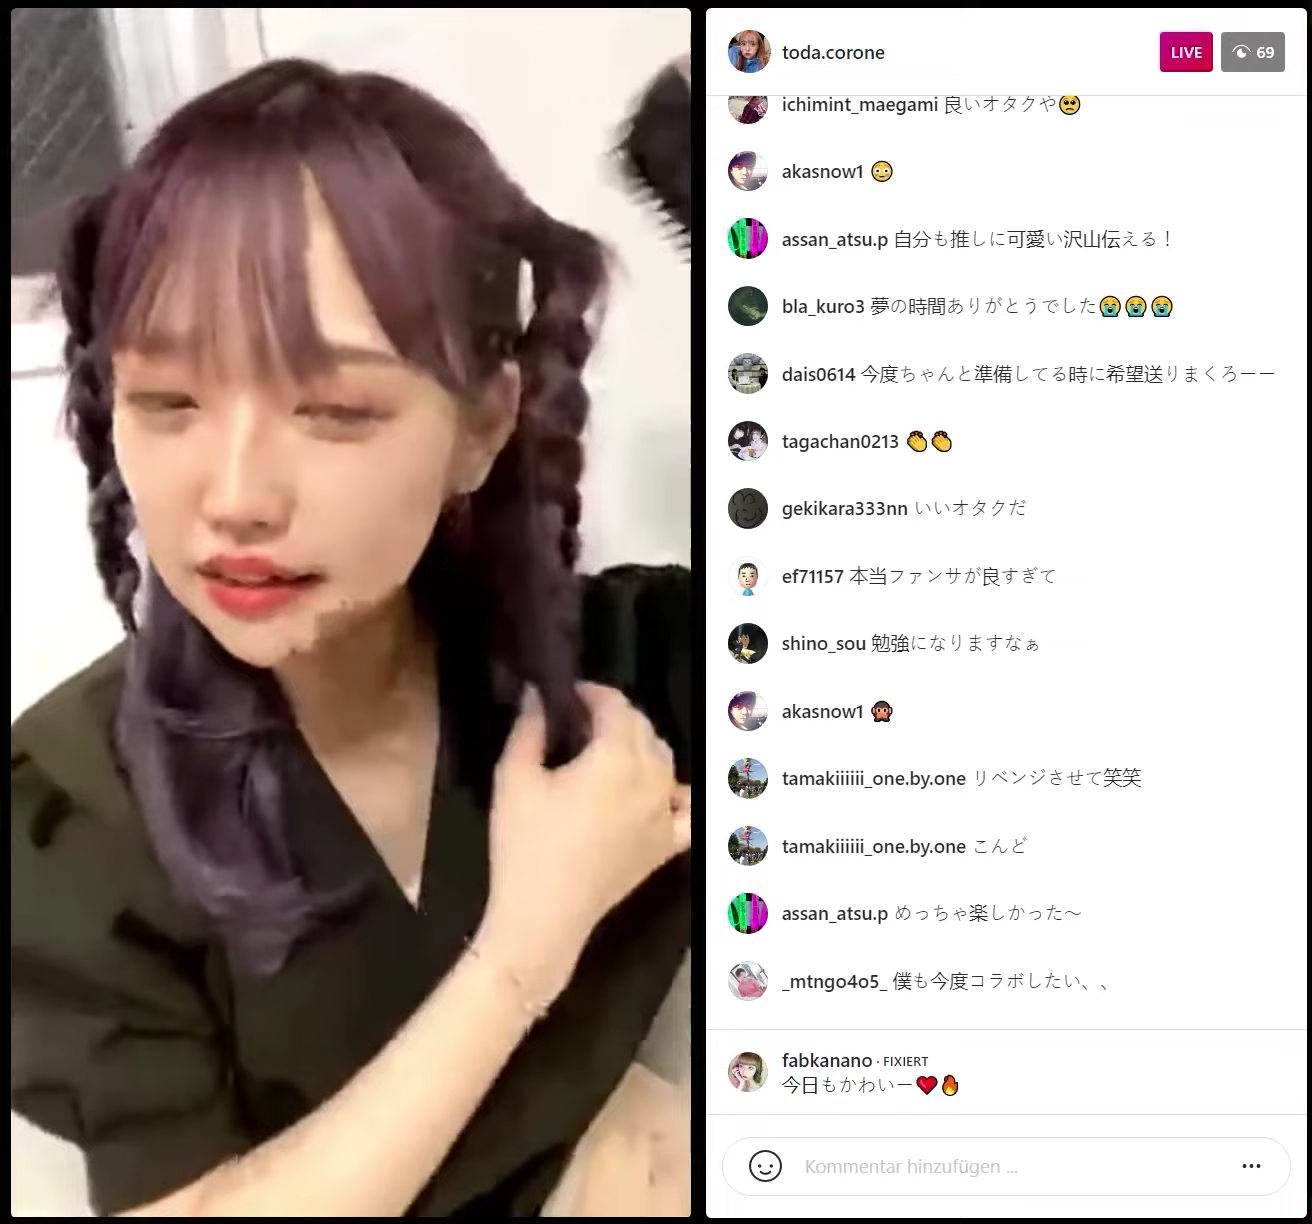 toda.corone
LIVE 69
ichimint_maegami 良いオタクや🥺
akasnow1 😳
assan_atsu.p 自分も推しに可愛い沢山伝える！
bla_kuro3 夢の時間ありがとうでした😭😭😭
dais0614 今度ちゃんと準備してる時に希望送りまくろーー
tagachan0213 👏👏
gekikara333nn いいオタクだ
ef71157 本当ファンサが良すぎて
shino_sou 勉強になりますなぁ
akasnow1 🙊
tamakiiiiii_one.by.one リベンジさせて笑笑
tamakiiiiii_one.by.one こんど
assan_atsu.p めっちゃ楽しかった〜
_mtngo4o5_ 僕も今度コラボしたい、、
fabkanano · FIXIERT
今日もかわいー❤️🔥
Kommentar hinzufügen ...